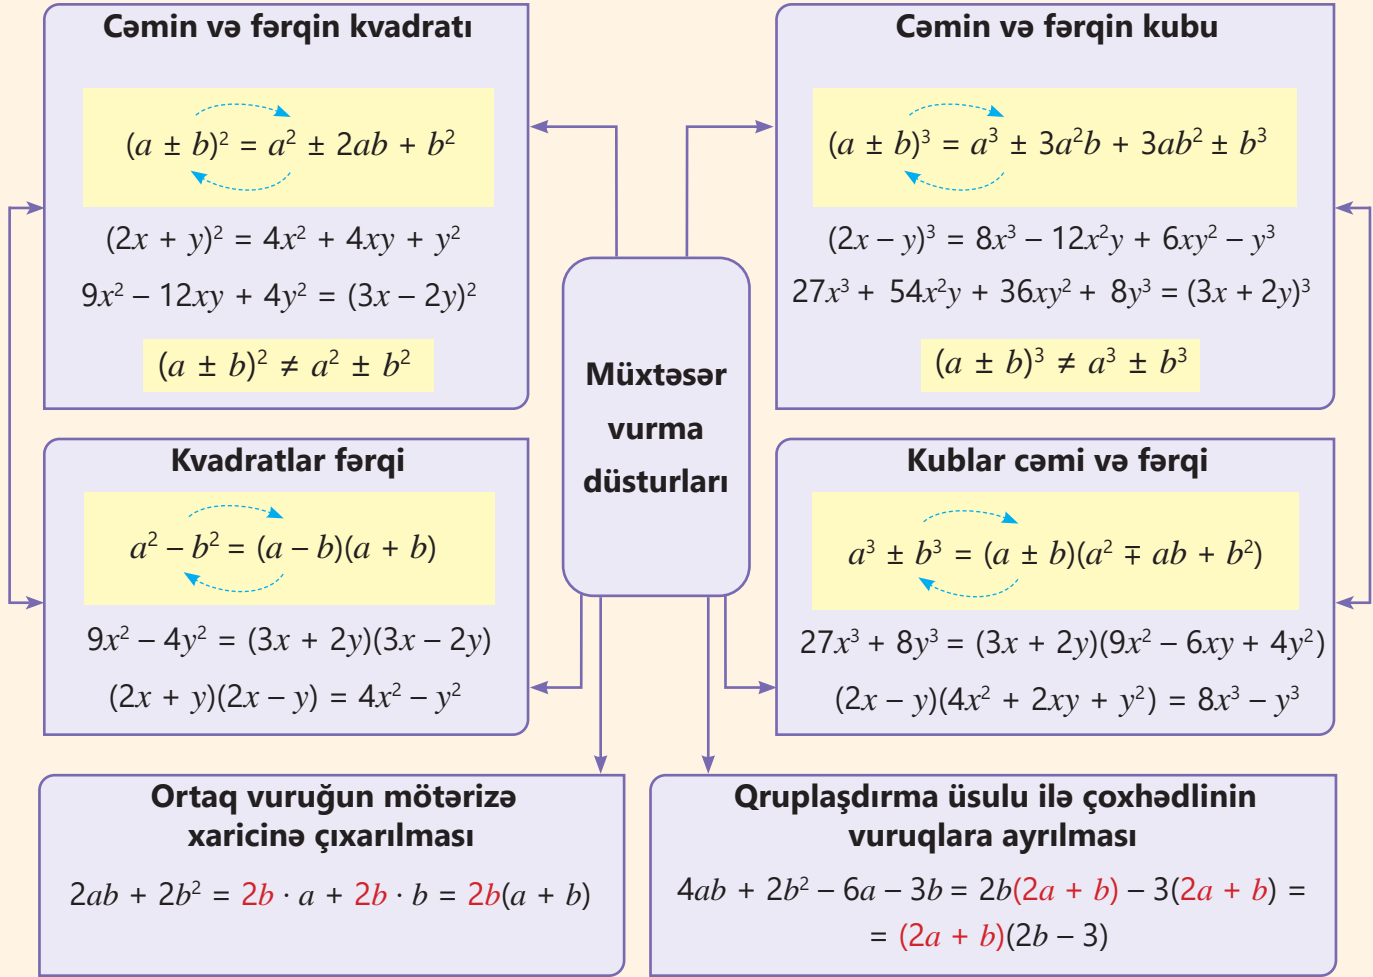 Cəmin və fərqin kvadratı
(a ± b)² = a² ± 2ab + b²
(2x + y)² = 4x² + 4xy + y²
9x² – 12xy + 4y² = (3x – 2y)²
(a ± b)² ≠ a² ± b²
Cəmin və fərqin kubu
(a ± b)³ = a³ ± 3a²b + 3ab² ± b³
(2x – y)³ = 8x³ – 12x²y + 6xy² – y³
27x³ + 54x²y + 36xy² + 8y³ = (3x + 2y)³
(a ± b)³ ≠ a³ ± b³
Müxtəsər
vurma
düsturları
Kvadratlar fərqi
a² – b² = (a – b)(a + b)
9x² – 4y² = (3x + 2y)(3x – 2y)
(2x + y)(2x – y) = 4x² – y²
Kublar cəmi və fərqi
a³ ± b³ = (a ± b)(a² ∓ ab + b²)
27x³ + 8y³ = (3x + 2y)(9x² – 6xy + 4y²)
(2x – y)(4x² + 2xy + y²) = 8x³ – y³
Ortaq vuruğun mötərizə
xaricinə çıxarılması
2ab + 2b² = 2b · a + 2b · b = 2b(a + b)
Qruplaşdırma üsulu ilə çoxhədlinin
vuruqlara ayrılması
4ab + 2b² – 6a – 3b = 2b(2a + b) – 3(2a + b) =
= (2a + b)(2b – 3)